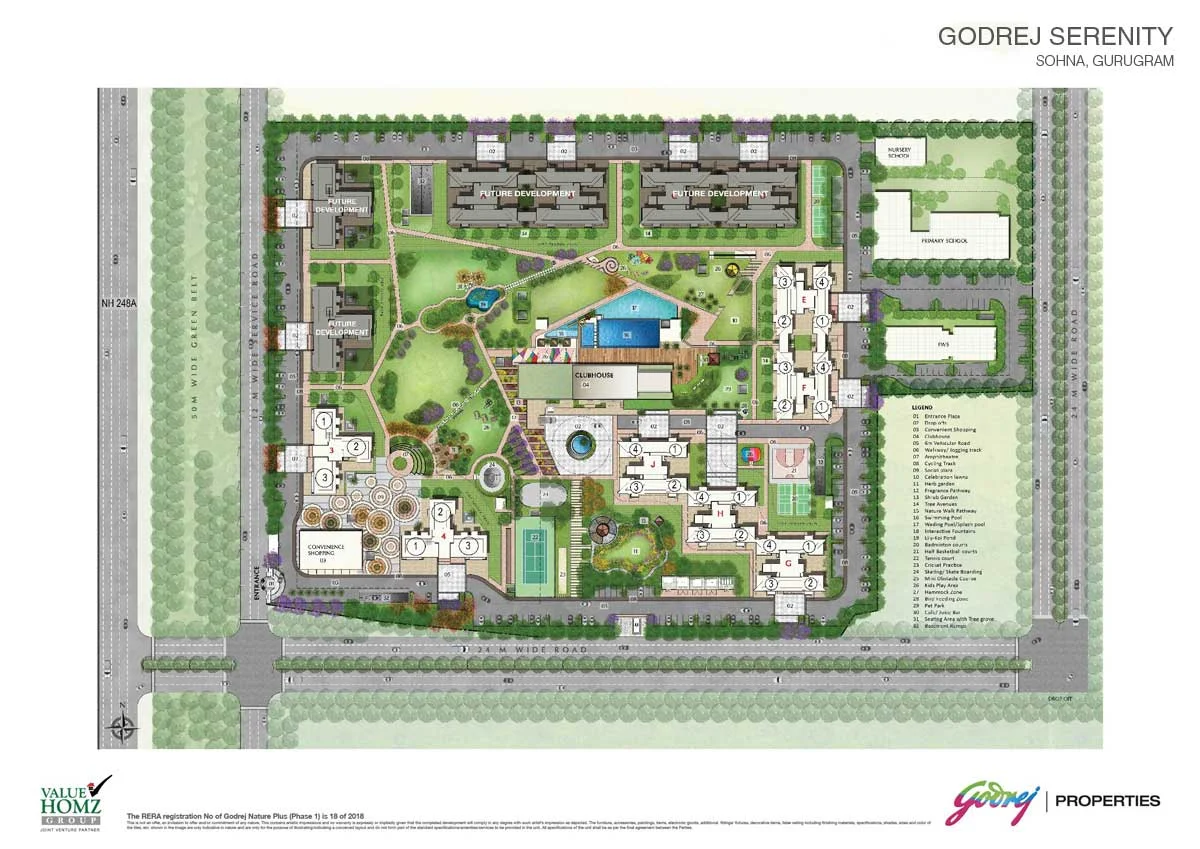 GODREJ SERENITY
SOHNA, GURUGRAM
NURSERY
SCHOOL
FUTURE DEVELOPMENT
FUTURE DEVELOPMENT
FUTURE
DEVELOPMENT
PRIMARY SCHOOL
NH 248A
50M WIDE GREEN BELT
12 M WIDE SERVICE ROAD
24 M WIDE ROAD
FUTURE
DEVELOPMENT
E
EWS
CLUBHOUSE
04
F
3
J
H
G
4
CONVENIENCE
SHOPPING
03
ENTRANCE
24 M WIDE ROAD
LEGEND
01 Entrance Plaza
02 Drop offs
03 Convenient Shopping
04 Clubhouse
05 6m Vehicular Road
06 Walkway/ Jogging track
07 Amphitheatre
08 Cycling Track
09 Social plaza
10 Celebration lawns
11 Herb garden
12 Fragrance Pathway
13 Shrub Garden
14 Tree Avenues
15 Nature Walk Pathway
16 Swimming Pool
17 Wading Pool/Splash pool
18 Interactive Fountains
19 Lily-Koi Pond
20 Badminton courts
21 Half Basketball courts
22 Tennis court
23 Cricket Practice
24 Skating/ Skate Boarding
25 Mini Obstacle Course
26 Kids Play Area
27 Hammock Zone
28 Bird Feeding Zone
29 Pet Park
30 Café/ Juice Bar
31 Seating Area with Tree grove
32 Basement Ramps
DROP OFF
N
VALUE
HOMZ
GROUP
JOINT VENTURE PARTNER
The RERA registration No of Godrej Nature Plus (Phase 1) is 18 of 2018
Godrej | PROPERTIES